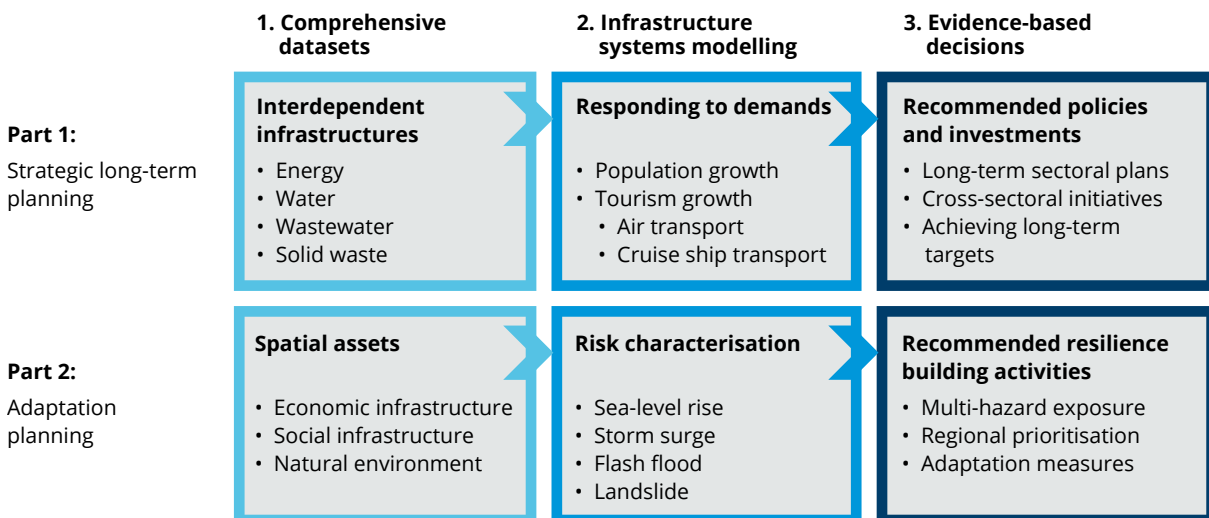 1. Comprehensive
datasets
2. Infrastructure
systems modelling
3. Evidence-based
decisions
Part 1:
Strategic long-term
planning
Interdependent
infrastructures
• Energy
• Water
• Wastewater
• Solid waste
Responding to demands
• Population growth
• Tourism growth
• Air transport
• Cruise ship transport
Recommended policies
and investments
• Long-term sectoral plans
• Cross-sectoral initiatives
• Achieving long-term
targets
Part 2:
Adaptation
planning
Spatial assets
• Economic infrastructure
• Social infrastructure
• Natural environment
Risk characterisation
• Sea-level rise
• Storm surge
• Flash flood
• Landslide
Recommended resilience
building activities
• Multi-hazard exposure
• Regional prioritisation
• Adaptation measures